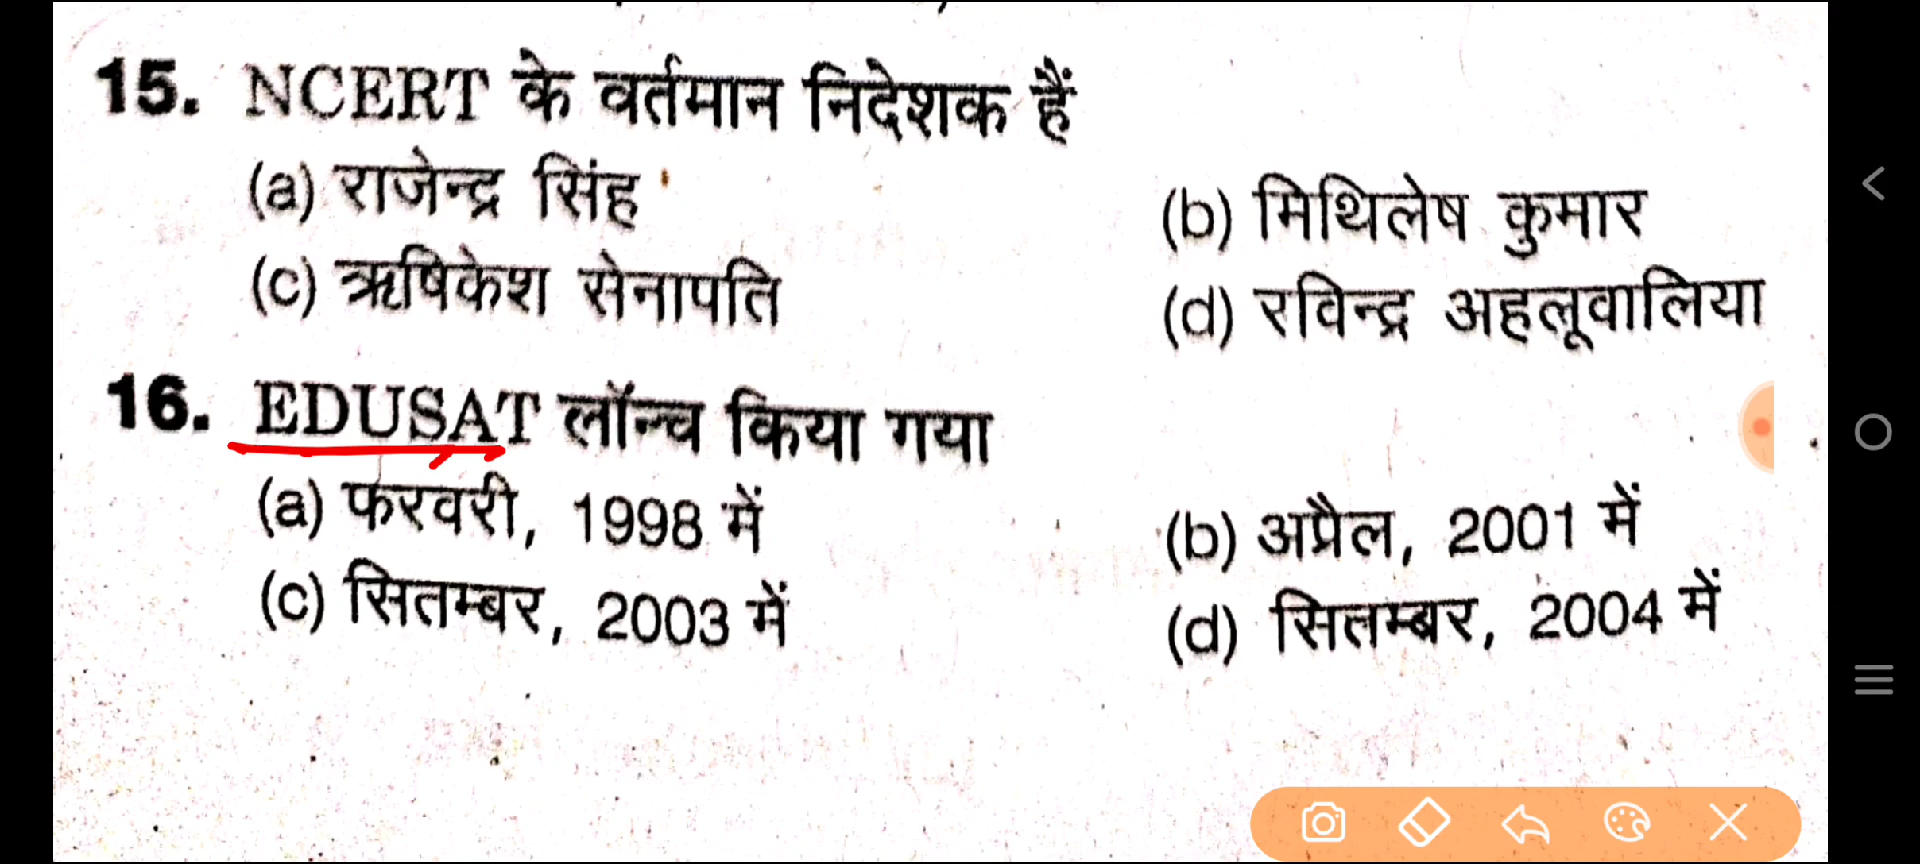 15. NCERT के वर्तमान निदेशक हैं
(a) राजेन्द्र सिंह
(b) मिथिलेष कुमार
(c) ऋषिकेश सेनापति
(d) रविन्द्र अहलूवालिया
16. EDUSAT लॉन्च किया गया
(a) फरवरी, 1998 में
(b) अप्रैल, 2001 में
(c) सितम्बर, 2003 में
(d) सितम्बर, 2004 में